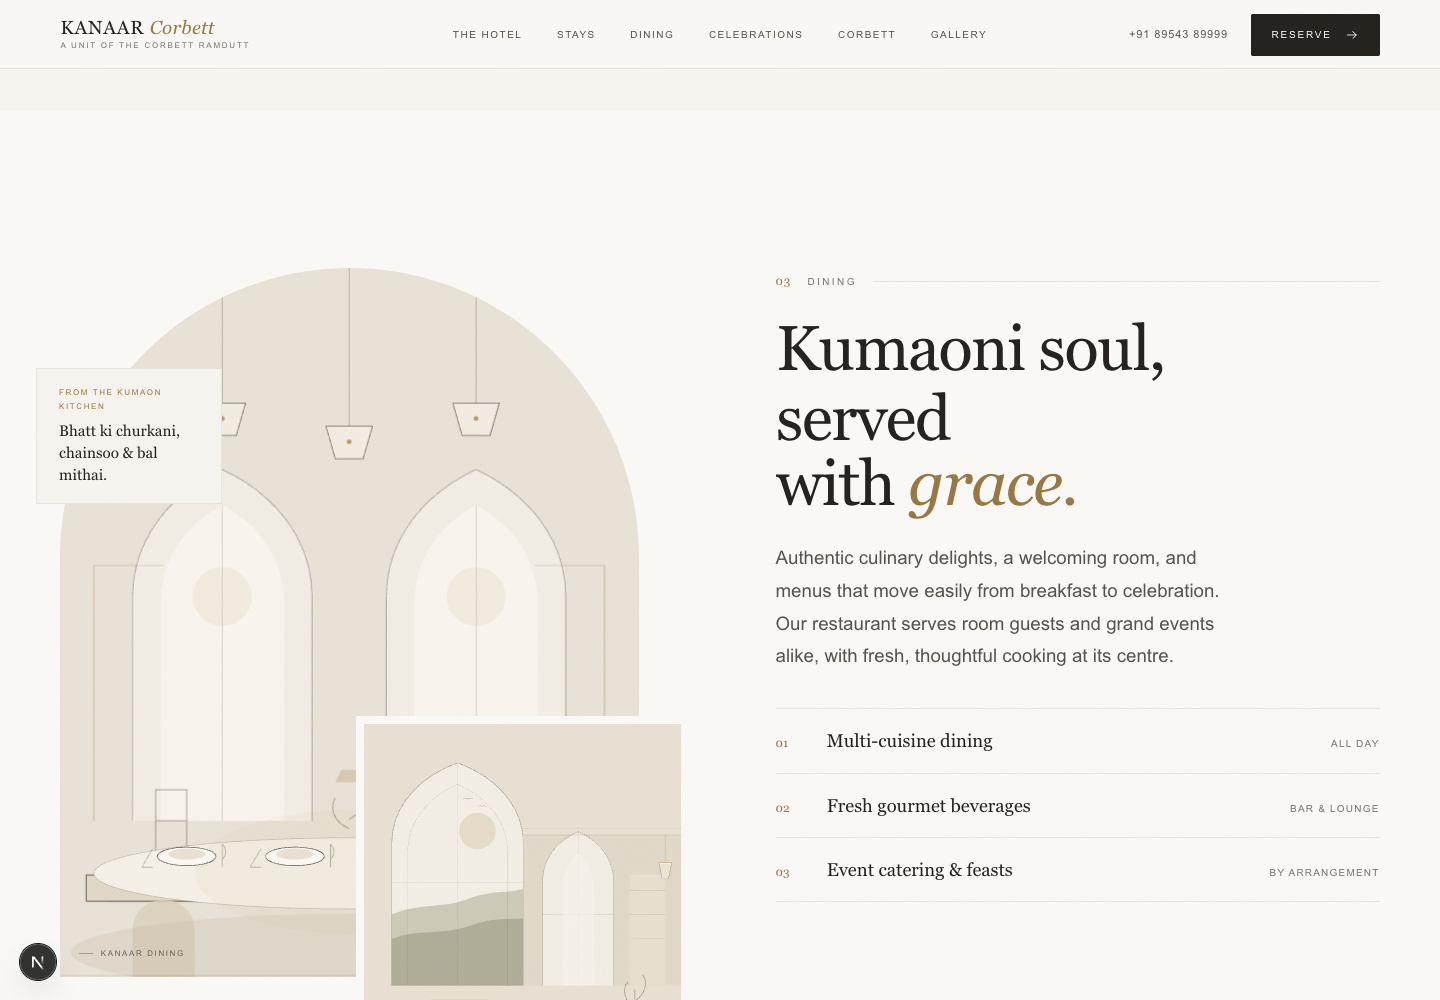 KANAAR Corbett
A UNIT OF THE CORBETT RAMDUTT
THE HOTEL
STAYS
DINING
CELEBRATIONS
CORBETT
GALLERY
+91 89543 89999
RESERVE
FROM THE KUMAON
KITCHEN
Bhatt ki churkani,
chainsoo & bal
mithai.
KANAAR DINING
N
03 DINING
Kumaoni soul,
served
with grace.
Authentic culinary delights, a welcoming room, and
menus that move easily from breakfast to celebration.
Our restaurant serves room guests and grand events
alike, with fresh, thoughtful cooking at its centre.
01 Multi-cuisine dining ALL DAY
02 Fresh gourmet beverages BAR & LOUNGE
03 Event catering & feasts BY ARRANGEMENT